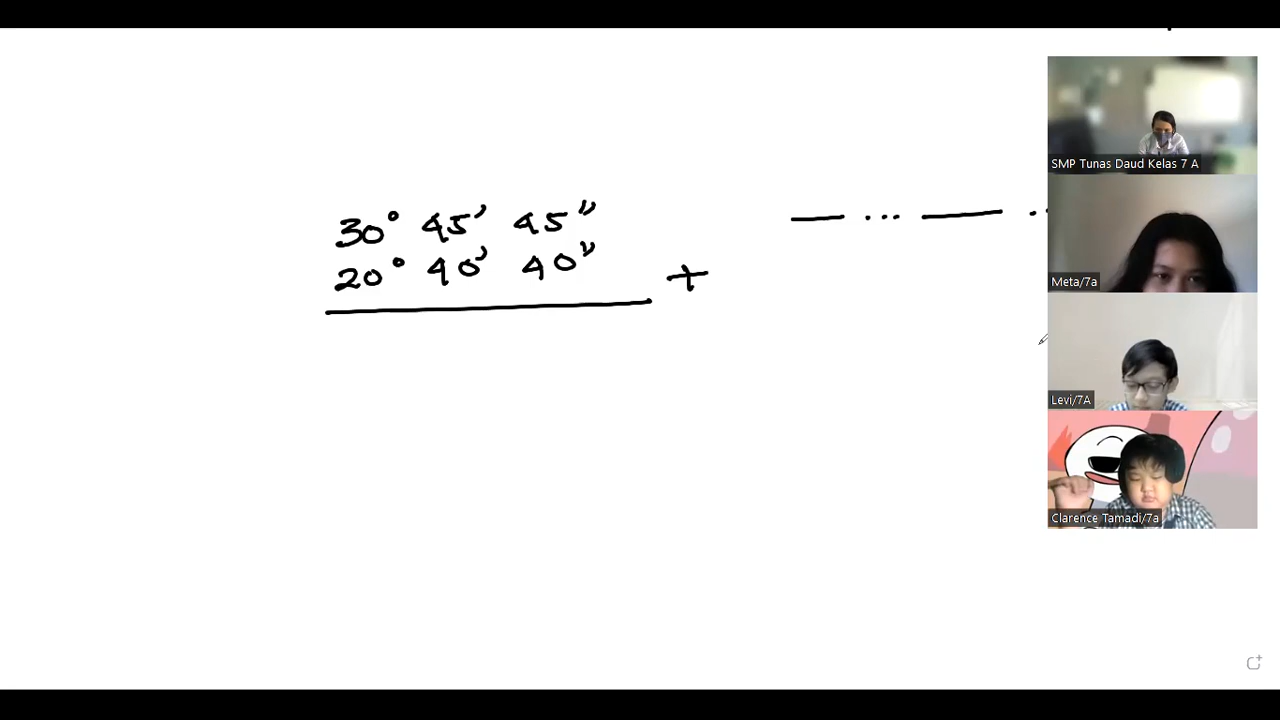 30° 45' 45"
20° 40' 40" +
... ..
SMP Tunas Daud Kelas 7 A
Meta/7a
Levi/7A
Clarence Tamadi/7a